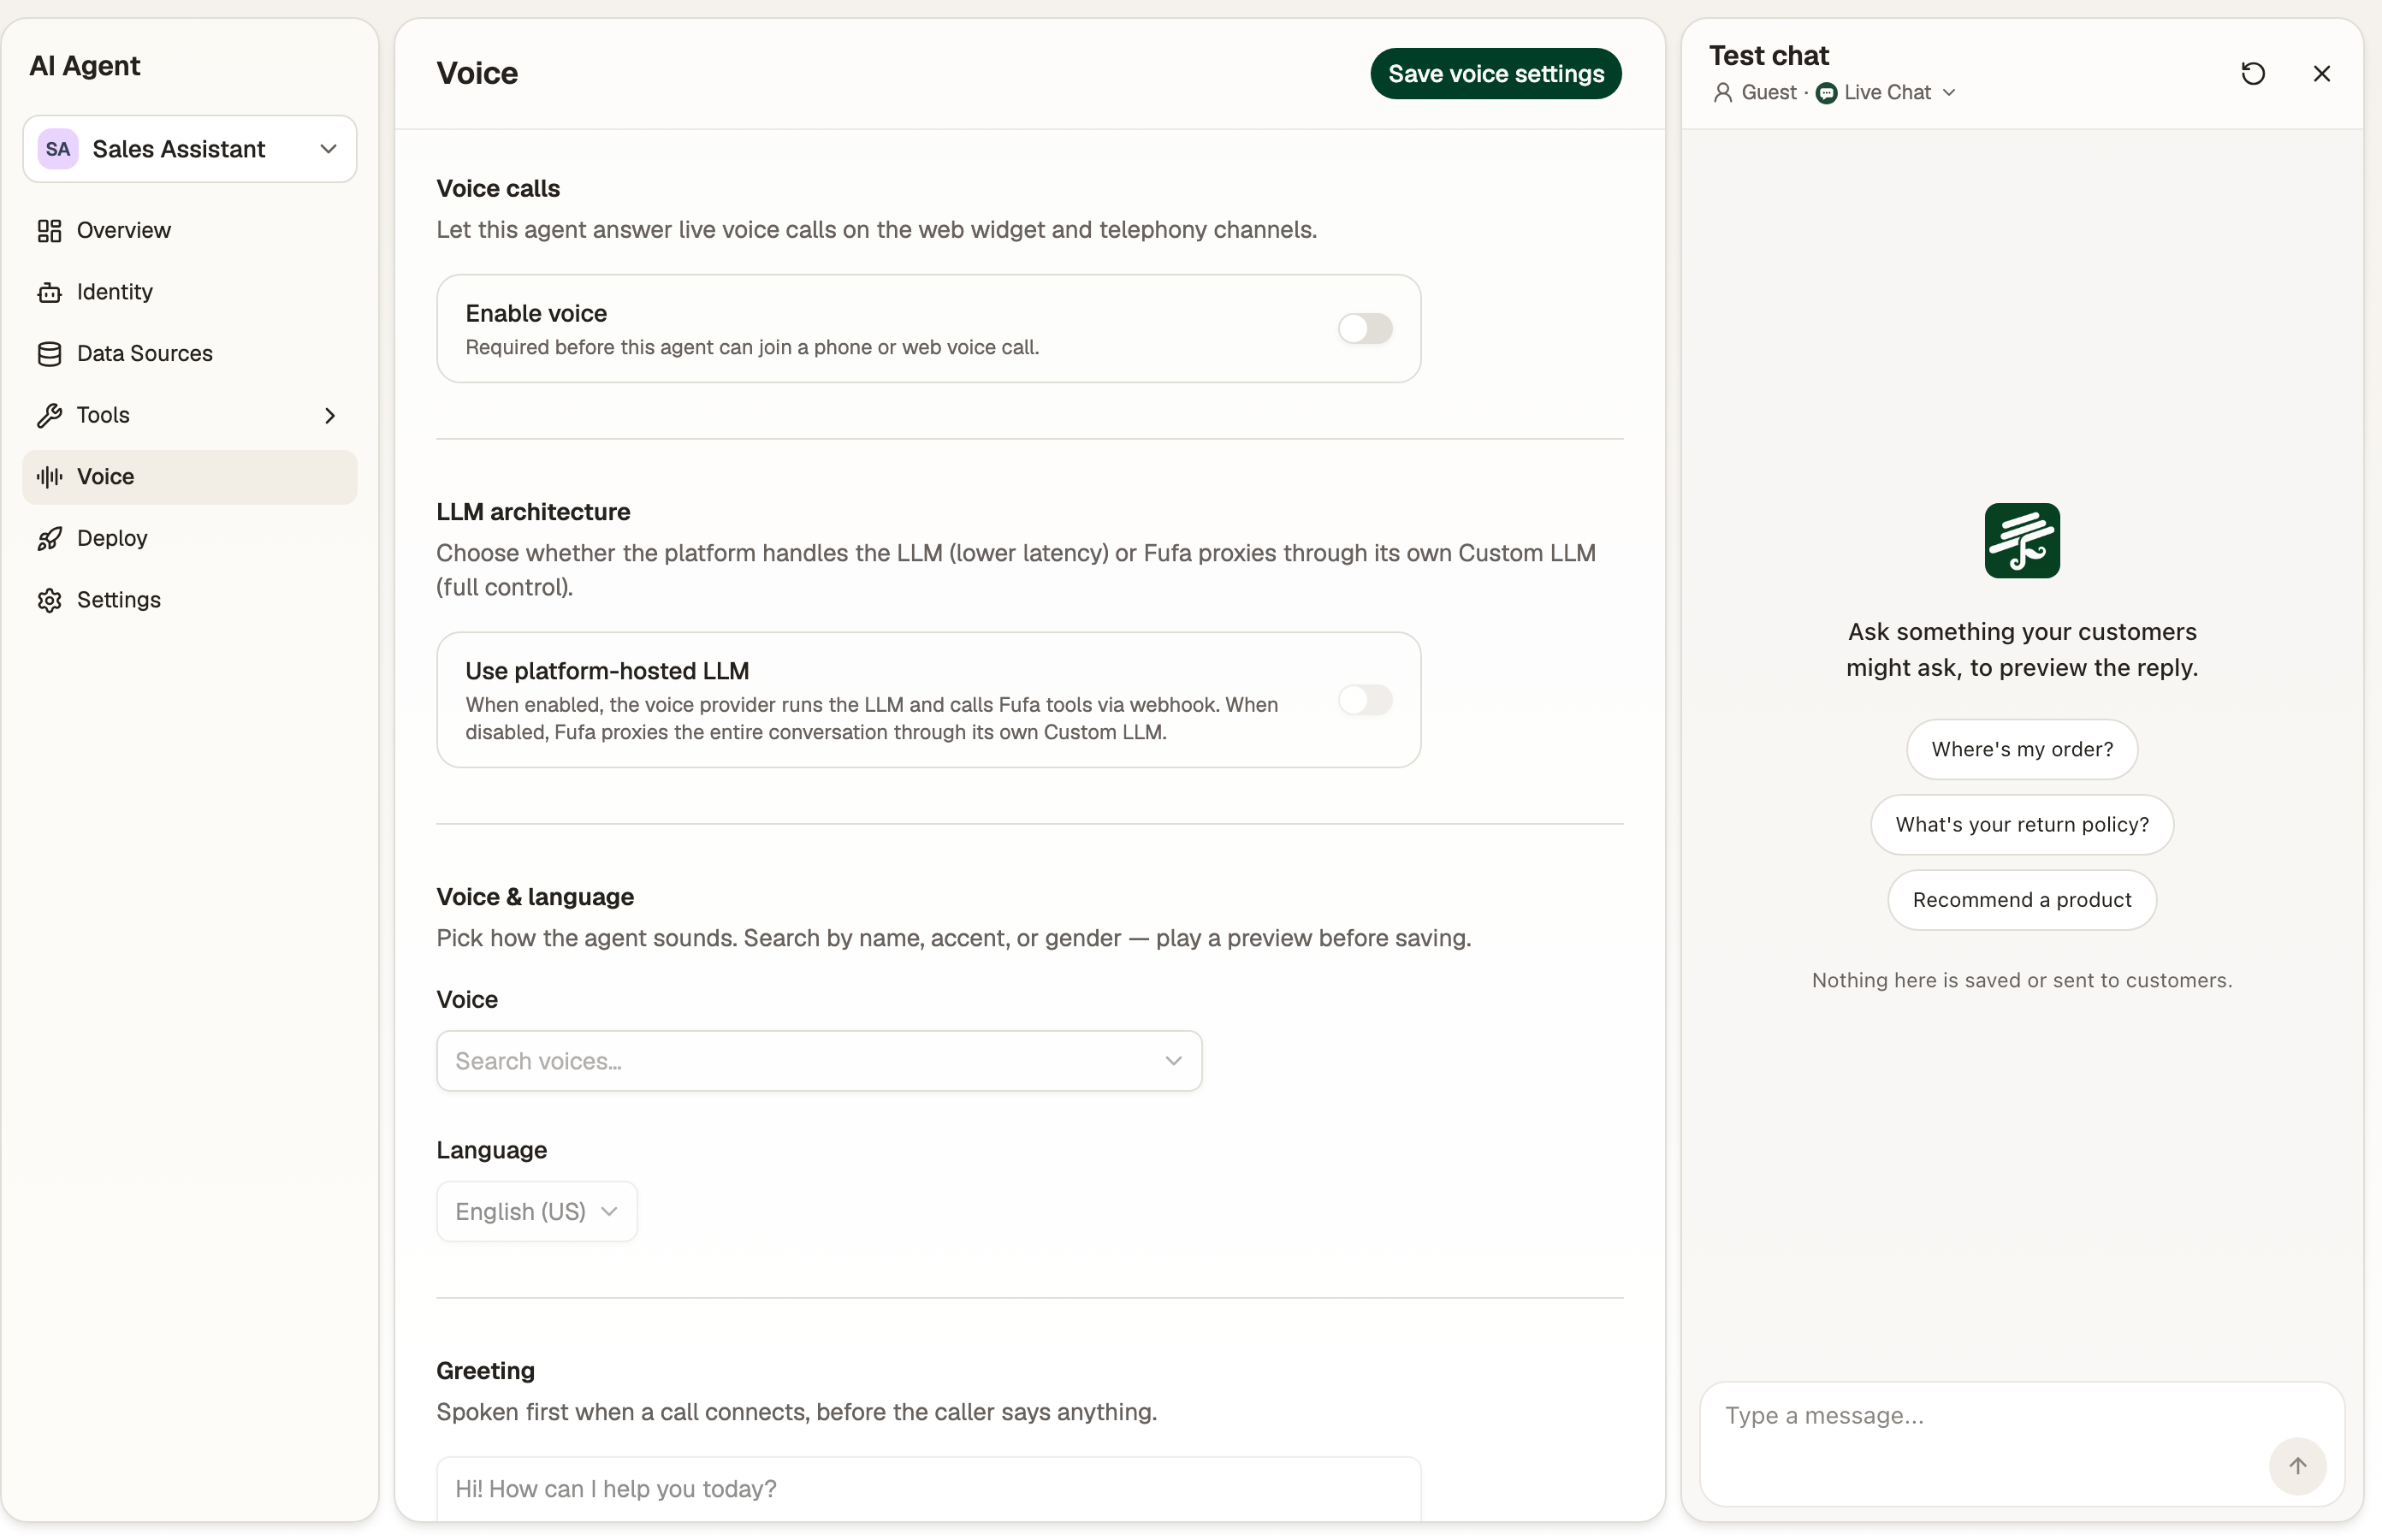 AI Agent
SA
Sales Assistant
Overview
Identity
Data Sources
Tools
Voice
Deploy
Settings
Voice
Save voice settings
Voice calls
Let this agent answer live voice calls on the web widget and telephony channels.
Enable voice
Required before this agent can join a phone or web voice call.
LLM architecture
Choose whether the platform handles the LLM (lower latency) or Fufa proxies through its own Custom LLM
(full control).
Use platform-hosted LLM
When enabled, the voice provider runs the LLM and calls Fufa tools via webhook. When
disabled, Fufa proxies the entire conversation through its own Custom LLM.
Voice & language
Pick how the agent sounds. Search by name, accent, or gender — play a preview before saving.
Voice
Search voices...
Language
English (US)
Greeting
Spoken first when a call connects, before the caller says anything.
Hi! How can I help you today?
Test chat
Guest · Live Chat
Ask something your customers
might ask, to preview the reply.
Where's my order?
What's your return policy?
Recommend a product
Nothing here is saved or sent to customers.
Type a message...